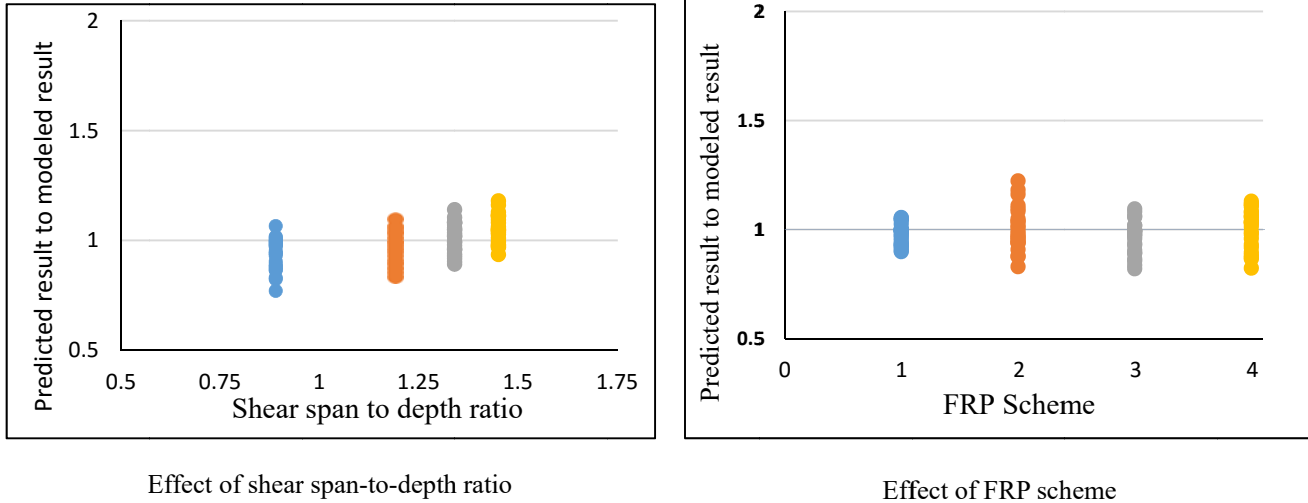 Predicted result to modeled result
2
1.5
1
0.5
0.5 0.75 1 1.25 1.5 1.75
Shear span to depth ratio
Effect of shear span-to-depth ratio
Predicted result to modeled result
2
1.5
1
0.5
0 1 2 3 4
FRP Scheme
Effect of FRP scheme